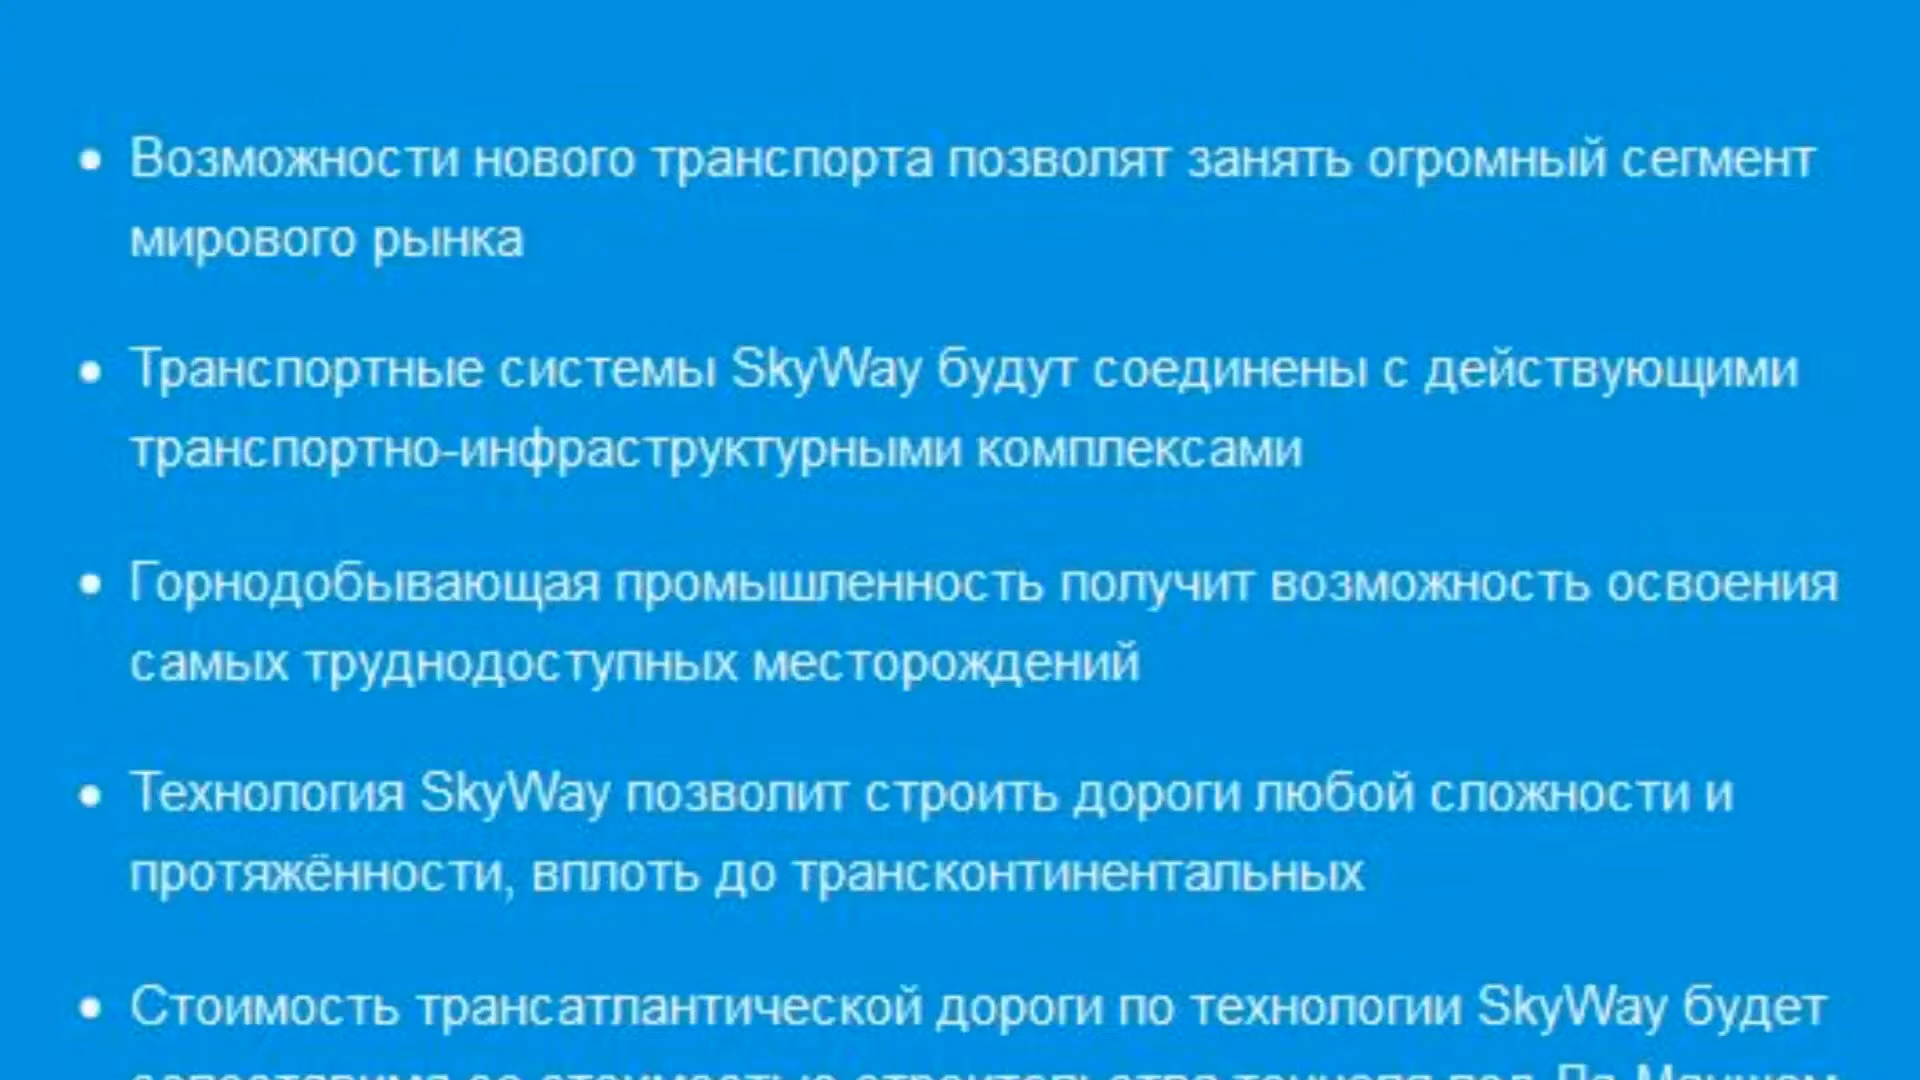 Возможности нового транспорта позволят занять огромный сегмент
мирового рынка
Транспортные системы SkyWay будут соединены с действующими
транспортно-инфраструктурными комплексами
Горнодобывающая промышленность получит возможность освоения
самых труднодоступных месторождений
Технология SkyWay позволит строить дороги любой сложности и
протяжённости, вплоть до трансконтинентальных
Стоимость трансатлантической дороги по технологии SkyWay будет